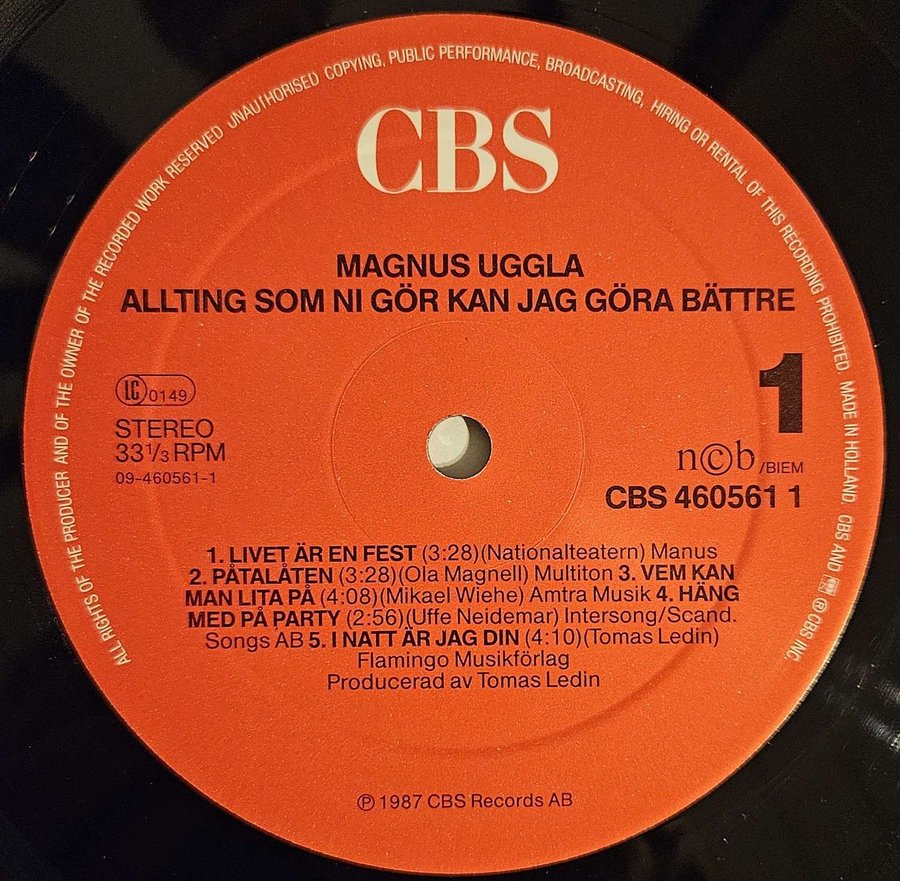 ALL RIGHTS OF THE PRODUCER AND OF THE OWNER OF THE RECORDED WORK RESERVED UNAUTHORISED COPYING, PUBLIC PERFORMANCE, BROADCASTING, HIRING OR RENTAL OF THIS RECORDING PROHIBITED MADE IN HOLLAND CBS AND ℗ CBS INC
CBS
MAGNUS UGGLA
ALLTING SOM NI GÖR KAN JAG GÖRA BÄTTRE
1
LC 0149
STEREO
33 1/3 RPM
09-460561-1
n©b /BIEM
CBS 460561 1
1. LIVET ÄR EN FEST (3:28)(Nationalteatern) Manus
2. PÅTALÅTEN (3:28)(Ola Magnell) Multiton 3. VEM KAN
MAN LITA PÅ (4:08)(Mikael Wiehe) Amtra Musik 4. HÄNG
MED PÅ PARTY (2:56)(Uffe Neidemar) Intersong/Scand.
Songs AB 5. I NATT ÄR JAG DIN (4:10)(Tomas Ledin)
Flamingo Musikförlag
Producerad av Tomas Ledin
℗ 1987 CBS Records AB